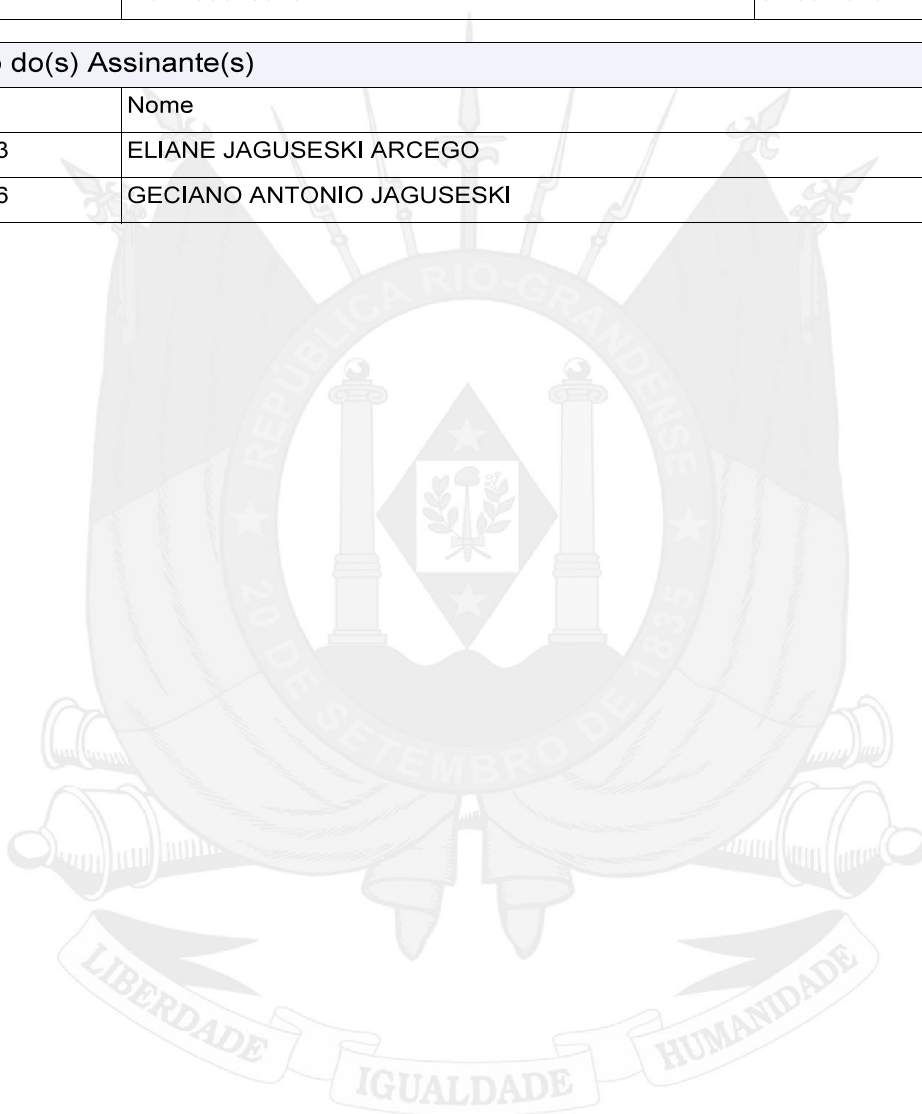 do(s) Assinante(s)
Nome
3 ELIANE JAGUSESKI ARCEGO
6 GECIANO ANTONIO JAGUSESKI
REPÚBLICA RIO-GRANDENSE
20 DE SETEMBRO DE 1835
LIBERDADE IGUALDADE HUMANIDADE